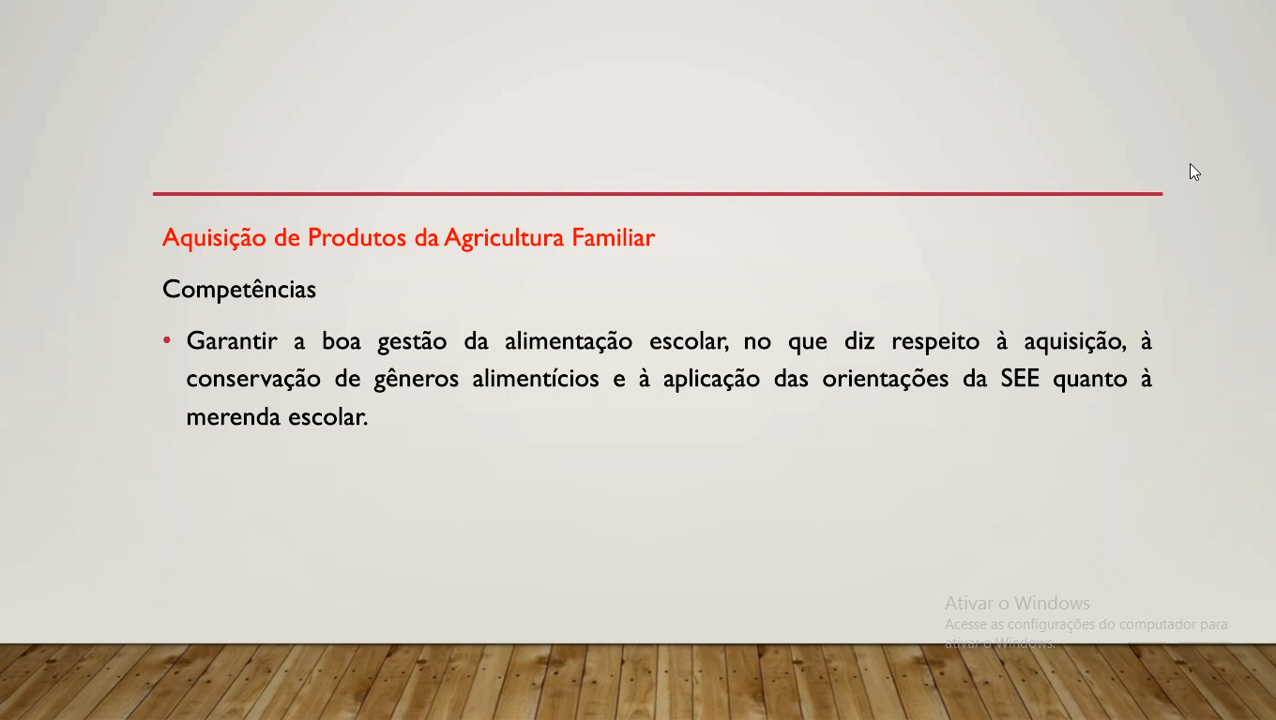 Aquisição de Produtos da Agricultura Familiar
Competências
• Garantir a boa gestão da alimentação escolar, no que diz respeito à aquisição, à
conservação de gêneros alimentícios e à aplicação das orientações da SEE quanto à
merenda escolar.
Ativar o Windows
Acesse as configurações do computador para
ativar o Windows.